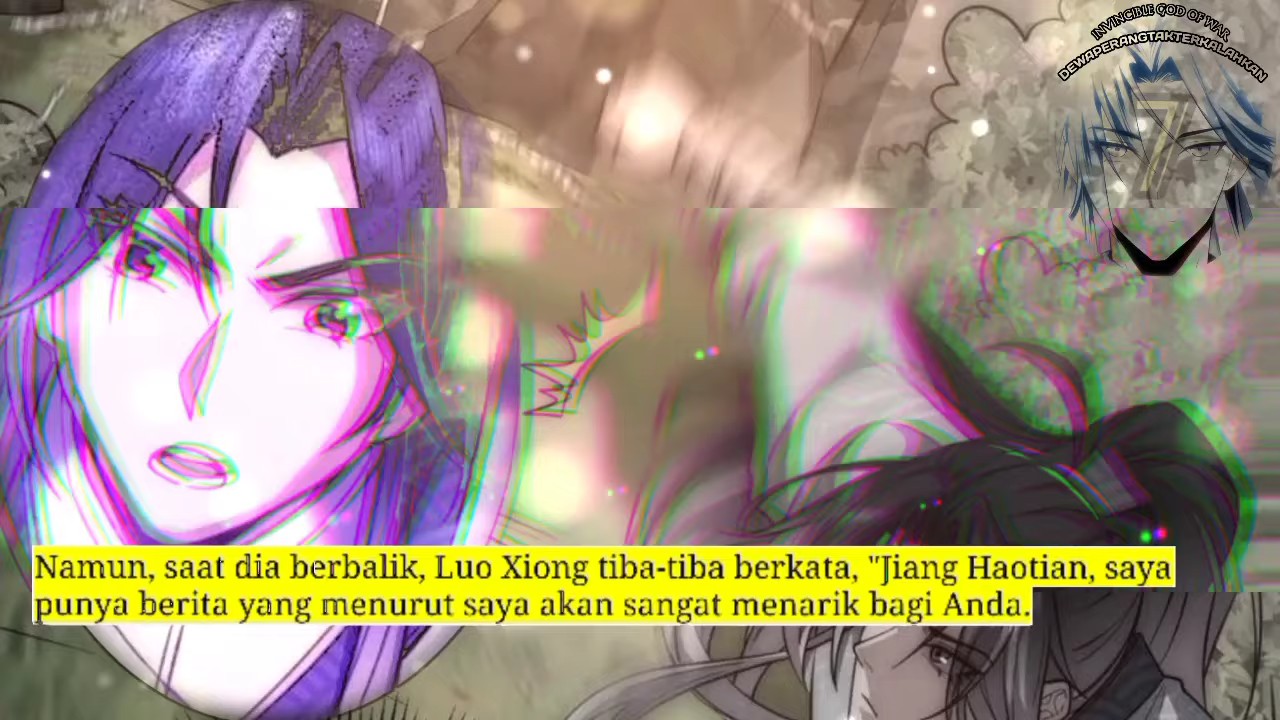 INVINCIBLE GOD OF WAR
DEWAPERANGTAKTERKALAHKAN
7
Namun, saat dia berbalik, Luo Xiong tiba-tiba berkata, "Jiang Haotian, saya
punya berita yang menurut saya akan sangat menarik bagi Anda.